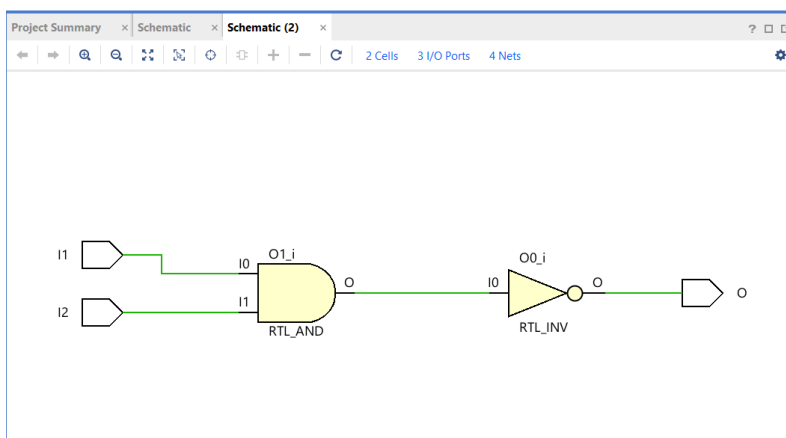 Project Summary × Schematic × Schematic (2) × ?
2 Cells 3 I/O Ports 4 Nets
I1
I2
I0
I1
O1_i
RTL_AND
O
I0
O0_i
RTL_INV
O
O